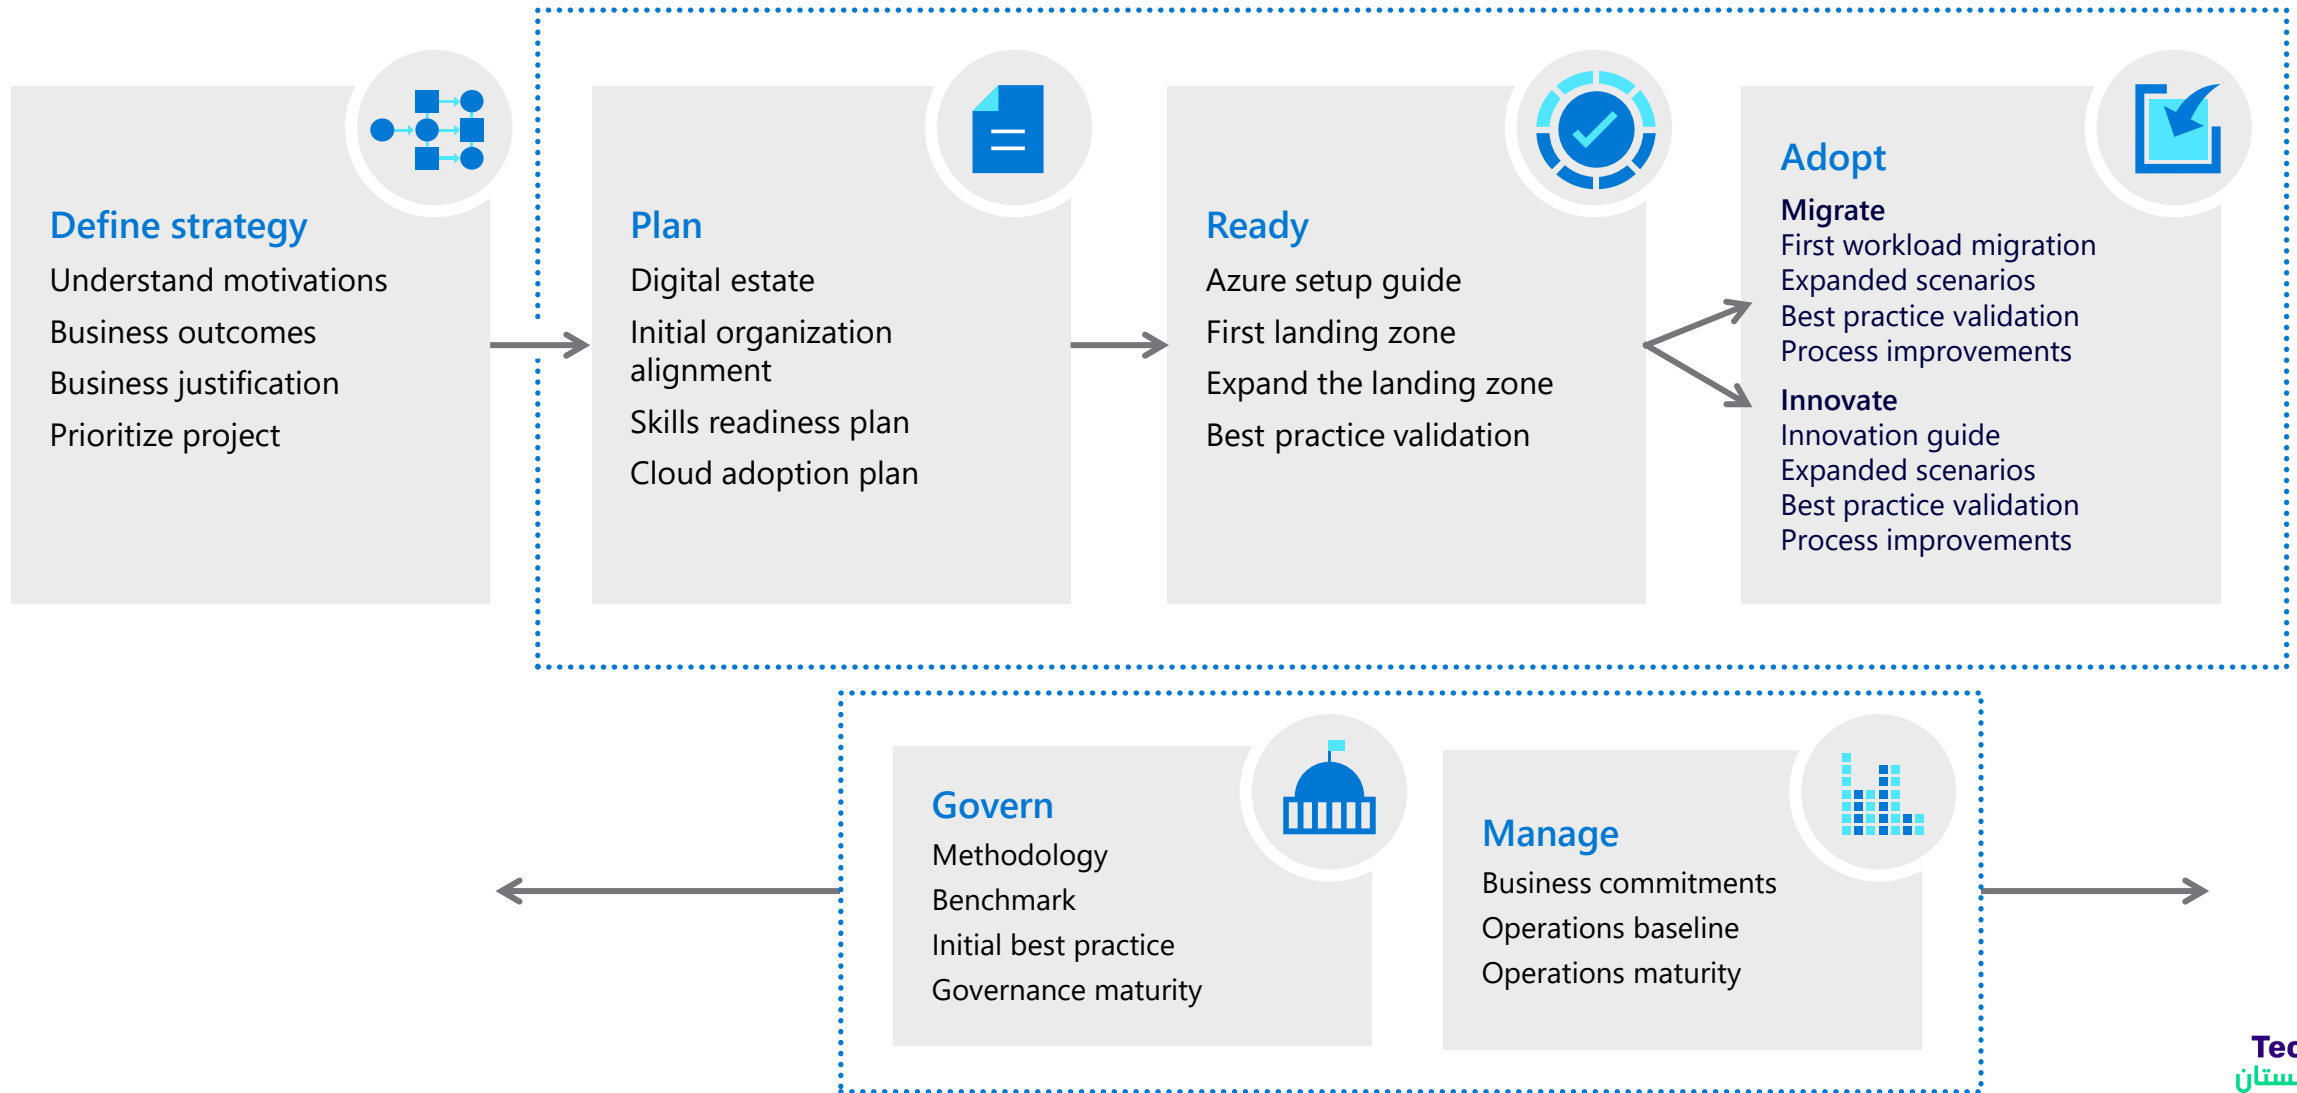 Define strategy
Understand motivations
Business outcomes
Business justification
Prioritize project
Plan
Digital estate
Initial organization
alignment
Skills readiness plan
Cloud adoption plan
Ready
Azure setup guide
First landing zone
Expand the landing zone
Best practice validation
Adopt
Migrate
First workload migration
Expanded scenarios
Best practice validation
Process improvements
Innovate
Innovation guide
Expanded scenarios
Best practice validation
Process improvements
Govern
Methodology
Benchmark
Initial best practice
Governance maturity
Manage
Business commitments
Operations baseline
Operations maturity